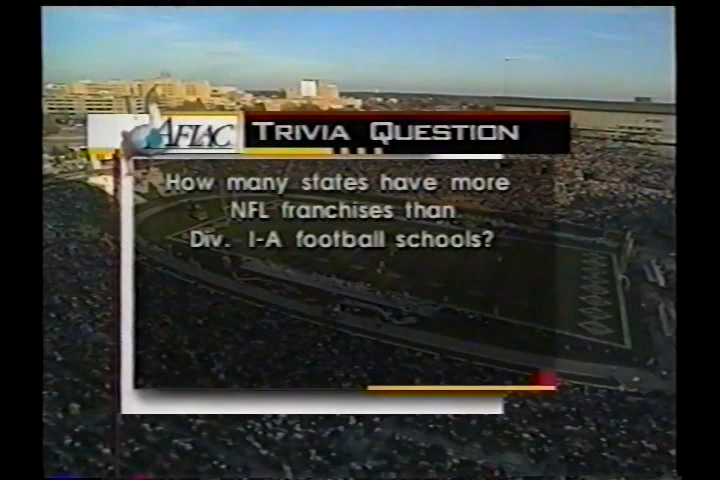 AFLAC TRIVIA QUESTION
How many states have more
NFL franchises than
Div. I-A football schools?